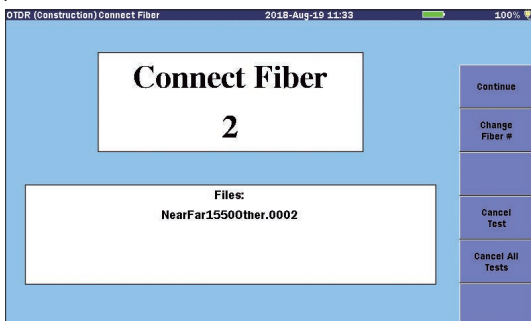 OTDR (Construction) Connect Fiber 2018-Aug-19 11:33 100%
Connect Fiber
2
Files:
NearFar1550Other.0002
Continue
Change
Fiber #
Cancel
Test
Cancel All
Tests